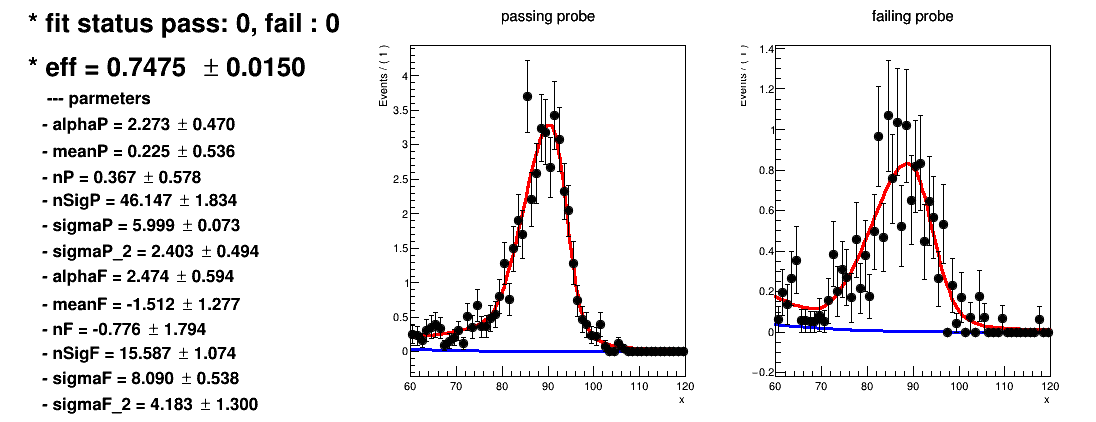 * fit status pass: 0, fail : 0
* eff = 0.7475 ± 0.0150
--- parmeters
- alphaP = 2.273 ± 0.470
- meanP = 0.225 ± 0.536
- nP = 0.367 ± 0.578
- nSigP = 46.147 ± 1.834
- sigmaP = 5.999 ± 0.073
- sigmaP_2 = 2.403 ± 0.494
- alphaF = 2.474 ± 0.594
- meanF = -1.512 ± 1.277
- nF = -0.776 ± 1.794
- nSigF = 15.587 ± 1.074
- sigmaF = 8.090 ± 0.538
- sigmaF_2 = 4.183 ± 1.300
passing probe
Events / ( 1 )
4
3.5
3
2.5
2
1.5
1
0.5
0
60 70 80 90 100 110 120
x
failing probe
Events / ( 1 )
1.4
1.2
1
0.8
0.6
0.4
0.2
0
−0.2
60 70 80 90 100 110 120
x